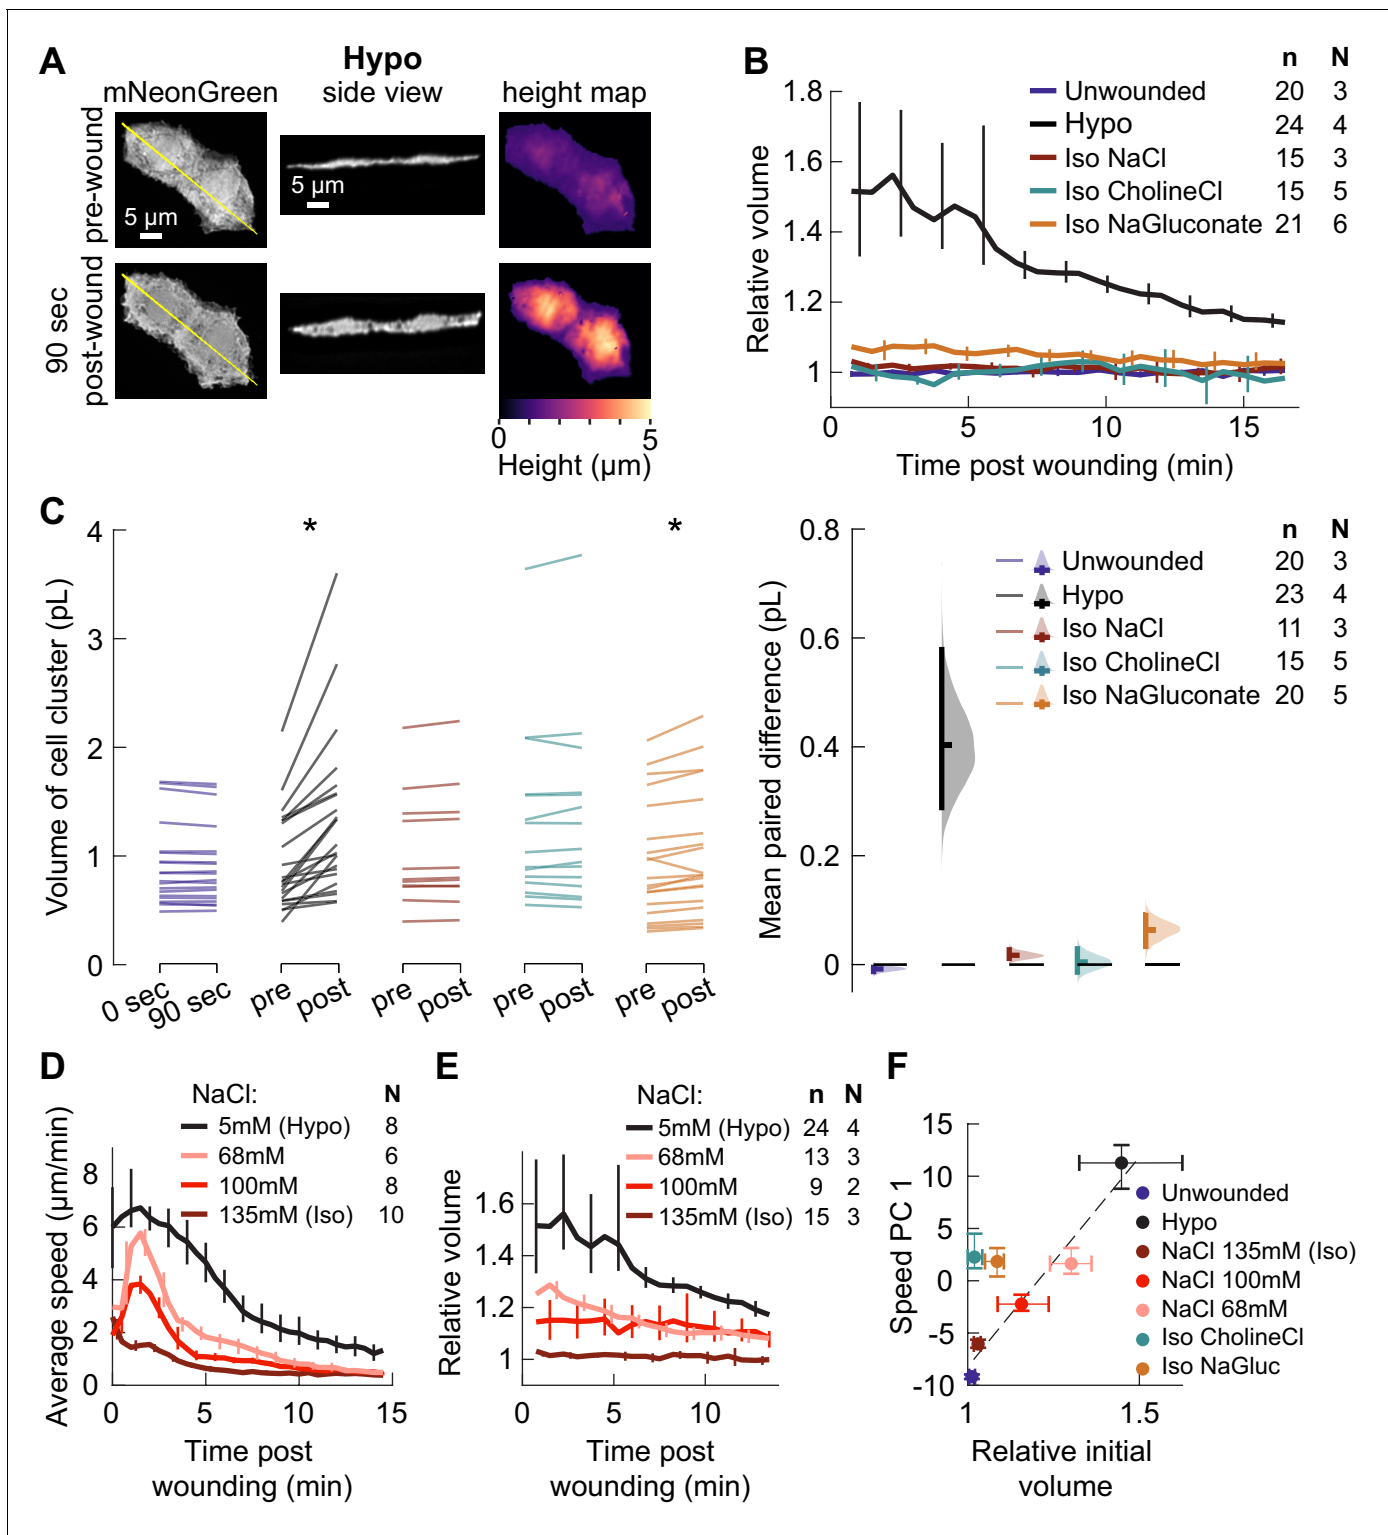 A
Hypo
mNeonGreen
side view
height map
pre-wound
5 µm
5 µm
90 sec
post-wound
0
5
Height (µm)
B
n N
Unwounded 20 3
Hypo 24 4
Iso NaCl 15 3
Iso CholineCl 15 5
Iso NaGluconate 21 6
Relative volume
1.8
1.6
1.4
1.2
1
0 5 10 15
Time post wounding (min)
C
* *
Volume of cell cluster (pL)
4
3
2
1
0
0 sec 90 sec pre post pre post pre post pre post
Mean paired difference (pL)
0.8
0.6
0.4
0.2
0
n N
Unwounded 20 3
Hypo 23 4
Iso NaCl 11 3
Iso CholineCl 15 5
Iso NaGluconate 20 5
D
NaCl: N
5mM (Hypo) 8
68mM 6
100mM 8
135mM (Iso) 10
Average speed (µm/min)
8
6
4
2
0
0 5 10 15
Time post
wounding (min)
E
NaCl: n N
5mM (Hypo) 24 4
68mM 13 3
100mM 9 2
135mM (Iso) 15 3
Relative volume
1.6
1.4
1.2
1
0 5 10
Time post
wounding (min)
F
Speed PC 1
15
10
5
0
-5
-10
1 1.5
Relative initial
volume
Unwounded
Hypo
NaCl 135mM (Iso)
NaCl 100mM
NaCl 68mM
Iso CholineCl
Iso NaGluc